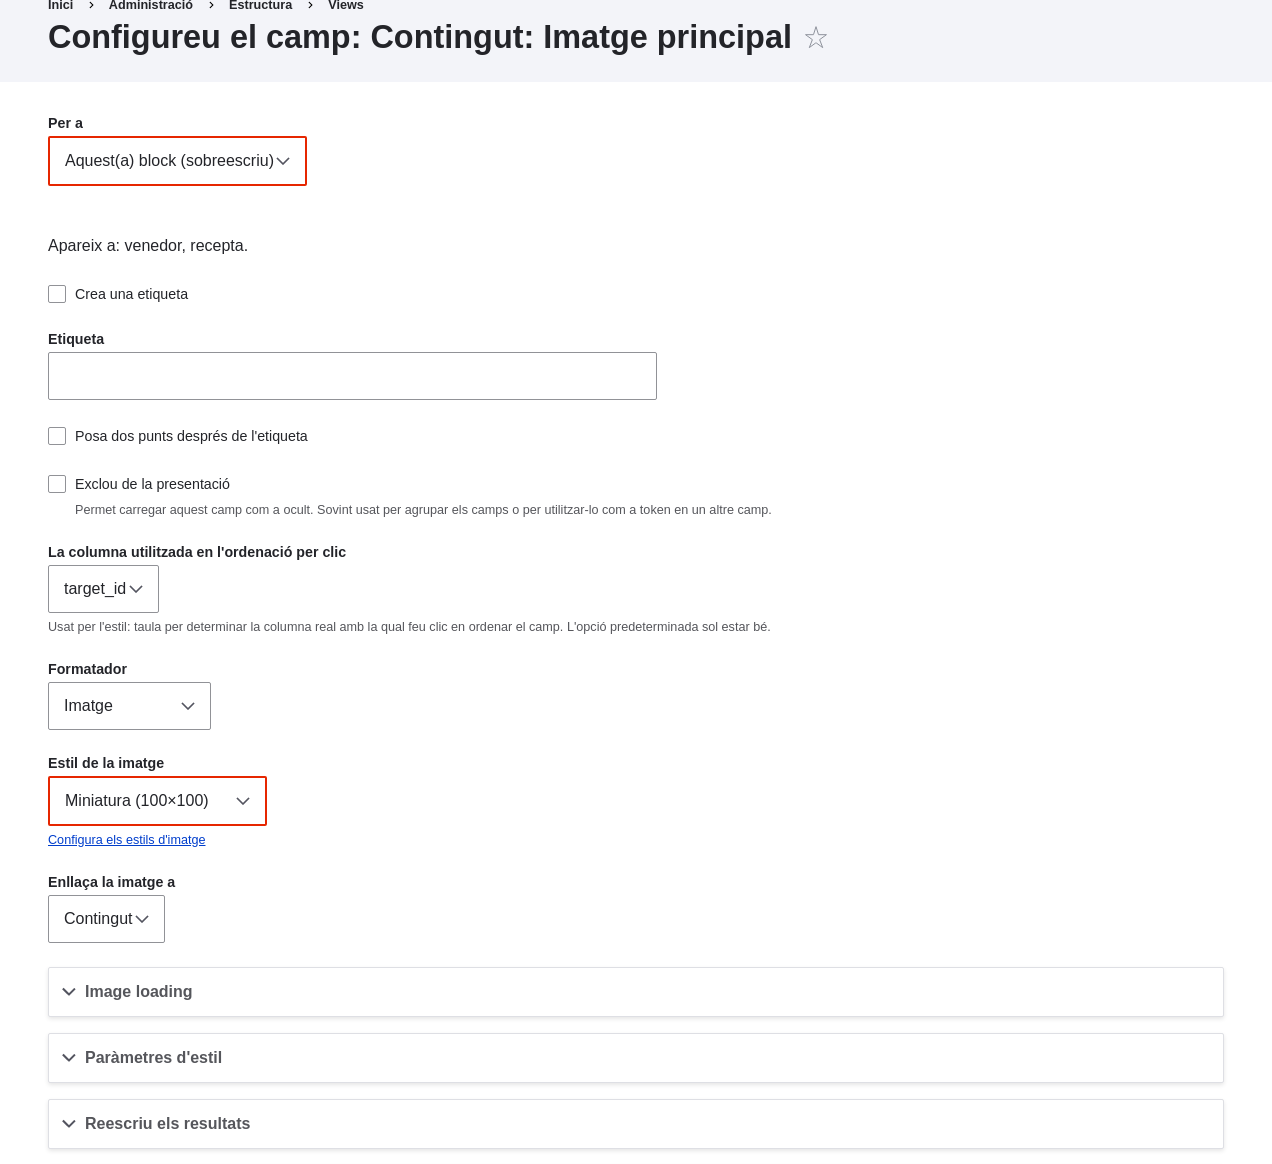 Inici > Administració > Estructura > Views
Configureu el camp: Contingut: Imatge principal ☆
Per a
Aquest(a) block (sobreescriu)
Apareix a: venedor, recepta.
Crea una etiqueta
Etiqueta
Posa dos punts després de l'etiqueta
Exclou de la presentació
Permet carregar aquest camp com a ocult. Sovint usat per agrupar els camps o per utilitzar-lo com a token en un altre camp.
La columna utilitzada en l'ordenació per clic
target_id
Usat per l'estil: taula per determinar la columna real amb la qual feu clic en ordenar el camp. L'opció predeterminada sol estar bé.
Formatador
Imatge
Estil de la imatge
Miniatura (100×100)
Configura els estils d'imatge
Enllaça la imatge a
Contingut
Image loading
Paràmetres d'estil
Reescriu els resultats